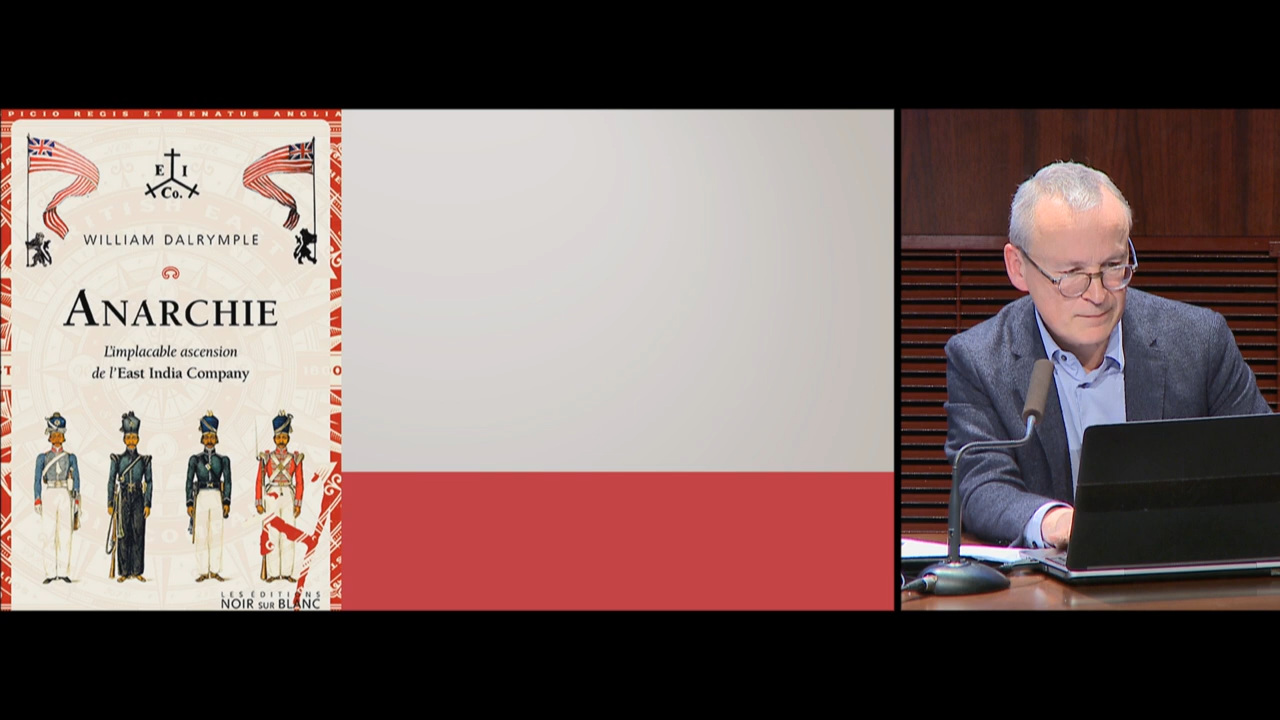 PICIO REGIS ET SENATUS ANGLIA
E I
Co.
WILLIAM DALRYMPLE
ANARCHIE
L'implacable ascension
de l'East India Company
LES ÉDITIONS
NOIR SUR BLANC